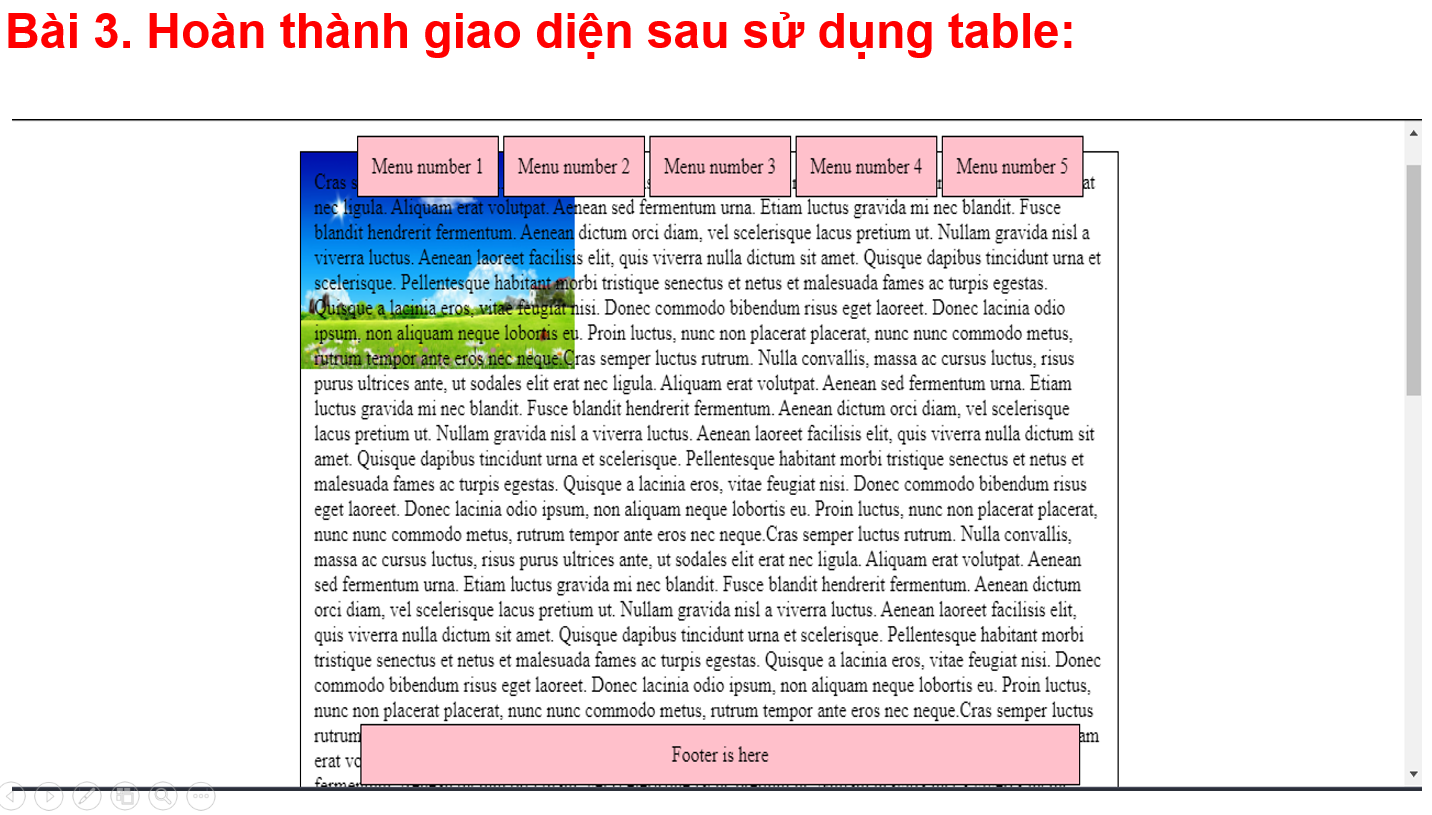 Bài 3. Hoàn thành giao diện sau sử dụng table:
Menu number 1 Menu number 2 Menu number 3 Menu number 4 Menu number 5
Cras at
nec ligula. Aliquam erat volutpat. Aenean sed fermentum urna. Etiam luctus gravida mi nec blandit. Fusce
blandit hendrerit fermentum. Aenean dictum orci diam, vel scelerisque lacus pretium ut. Nullam gravida nisl a
viverra luctus. Aenean laoreet facilisis elit, quis viverra nulla dictum sit amet. Quisque dapibus tincidunt urna et
scelerisque. Pellentesque habitant morbi tristique senectus et netus et malesuada fames ac turpis egestas.
Quisque a lacinia eros, vitae feugiat nisi. Donec commodo bibendum risus eget laoreet. Donec lacinia odio
ipsum, non aliquam neque lobortis eu. Proin luctus, nunc non placerat placerat, nunc nunc commodo metus,
rutrum tempor ante eros nec neque.Cras semper luctus rutrum. Nulla convallis, massa ac cursus luctus, risus
purus ultrices ante, ut sodales elit erat nec ligula. Aliquam erat volutpat. Aenean sed fermentum urna. Etiam
luctus gravida mi nec blandit. Fusce blandit hendrerit fermentum. Aenean dictum orci diam, vel scelerisque
lacus pretium ut. Nullam gravida nisl a viverra luctus. Aenean laoreet facilisis elit, quis viverra nulla dictum sit
amet. Quisque dapibus tincidunt urna et scelerisque. Pellentesque habitant morbi tristique senectus et netus et
malesuada fames ac turpis egestas. Quisque a lacinia eros, vitae feugiat nisi. Donec commodo bibendum risus
eget laoreet. Donec lacinia odio ipsum, non aliquam neque lobortis eu. Proin luctus, nunc non placerat placerat,
nunc nunc commodo metus, rutrum tempor ante eros nec neque.Cras semper luctus rutrum. Nulla convallis,
massa ac cursus luctus, risus purus ultrices ante, ut sodales elit erat nec ligula. Aliquam erat volutpat. Aenean
sed fermentum urna. Etiam luctus gravida mi nec blandit. Fusce blandit hendrerit fermentum. Aenean dictum
orci diam, vel scelerisque lacus pretium ut. Nullam gravida nisl a viverra luctus. Aenean laoreet facilisis elit,
quis viverra nulla dictum sit amet. Quisque dapibus tincidunt urna et scelerisque. Pellentesque habitant morbi
tristique senectus et netus et malesuada fames ac turpis egestas. Quisque a lacinia eros, vitae feugiat nisi. Donec
commodo bibendum risus eget laoreet. Donec lacinia odio ipsum, non aliquam neque lobortis eu. Proin luctus,
nunc non placerat placerat, nunc nunc commodo metus, rutrum tempor ante eros nec neque.Cras semper luctus
rutrum
Footer is here
erat